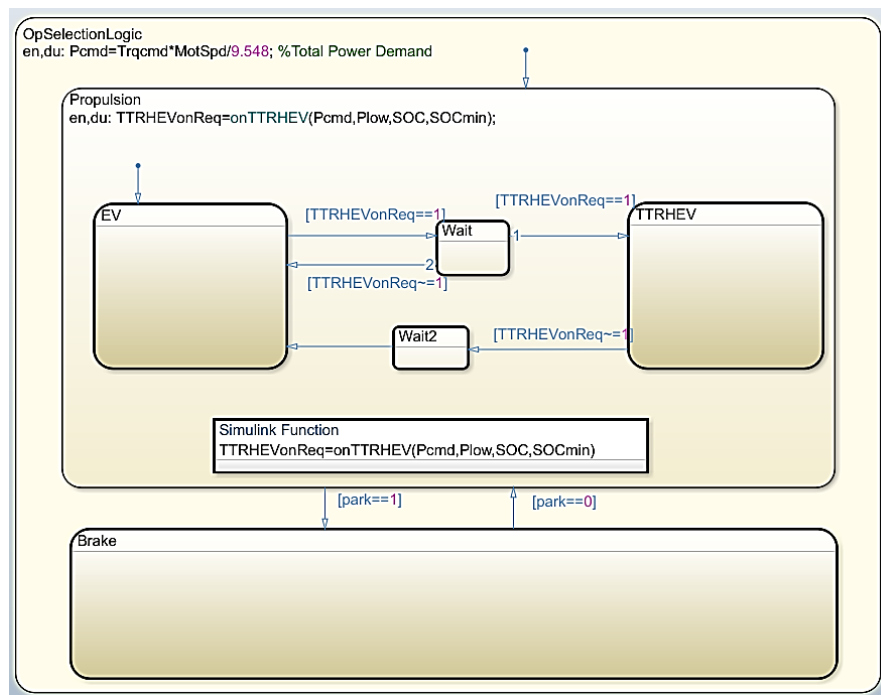 OpSelectionLogic
en,du: Pcmd=Trqcmd*MotSpd/9.548; %Total Power Demand
Propulsion
en,du: TTRHEVonReq=onTTRHEV(Pcmd,Plow,SOC,SOCmin);
EV
[TTRHEVonReq==1]
Wait
1
[TTRHEVonReq==1]
TTRHEV
2
[TTRHEVonReq~=1]
Wait2
[TTRHEVonReq~=1]
Simulink Function
TTRHEVonReq=onTTRHEV(Pcmd,Plow,SOC,SOCmin)
[park==1]
[park==0]
Brake